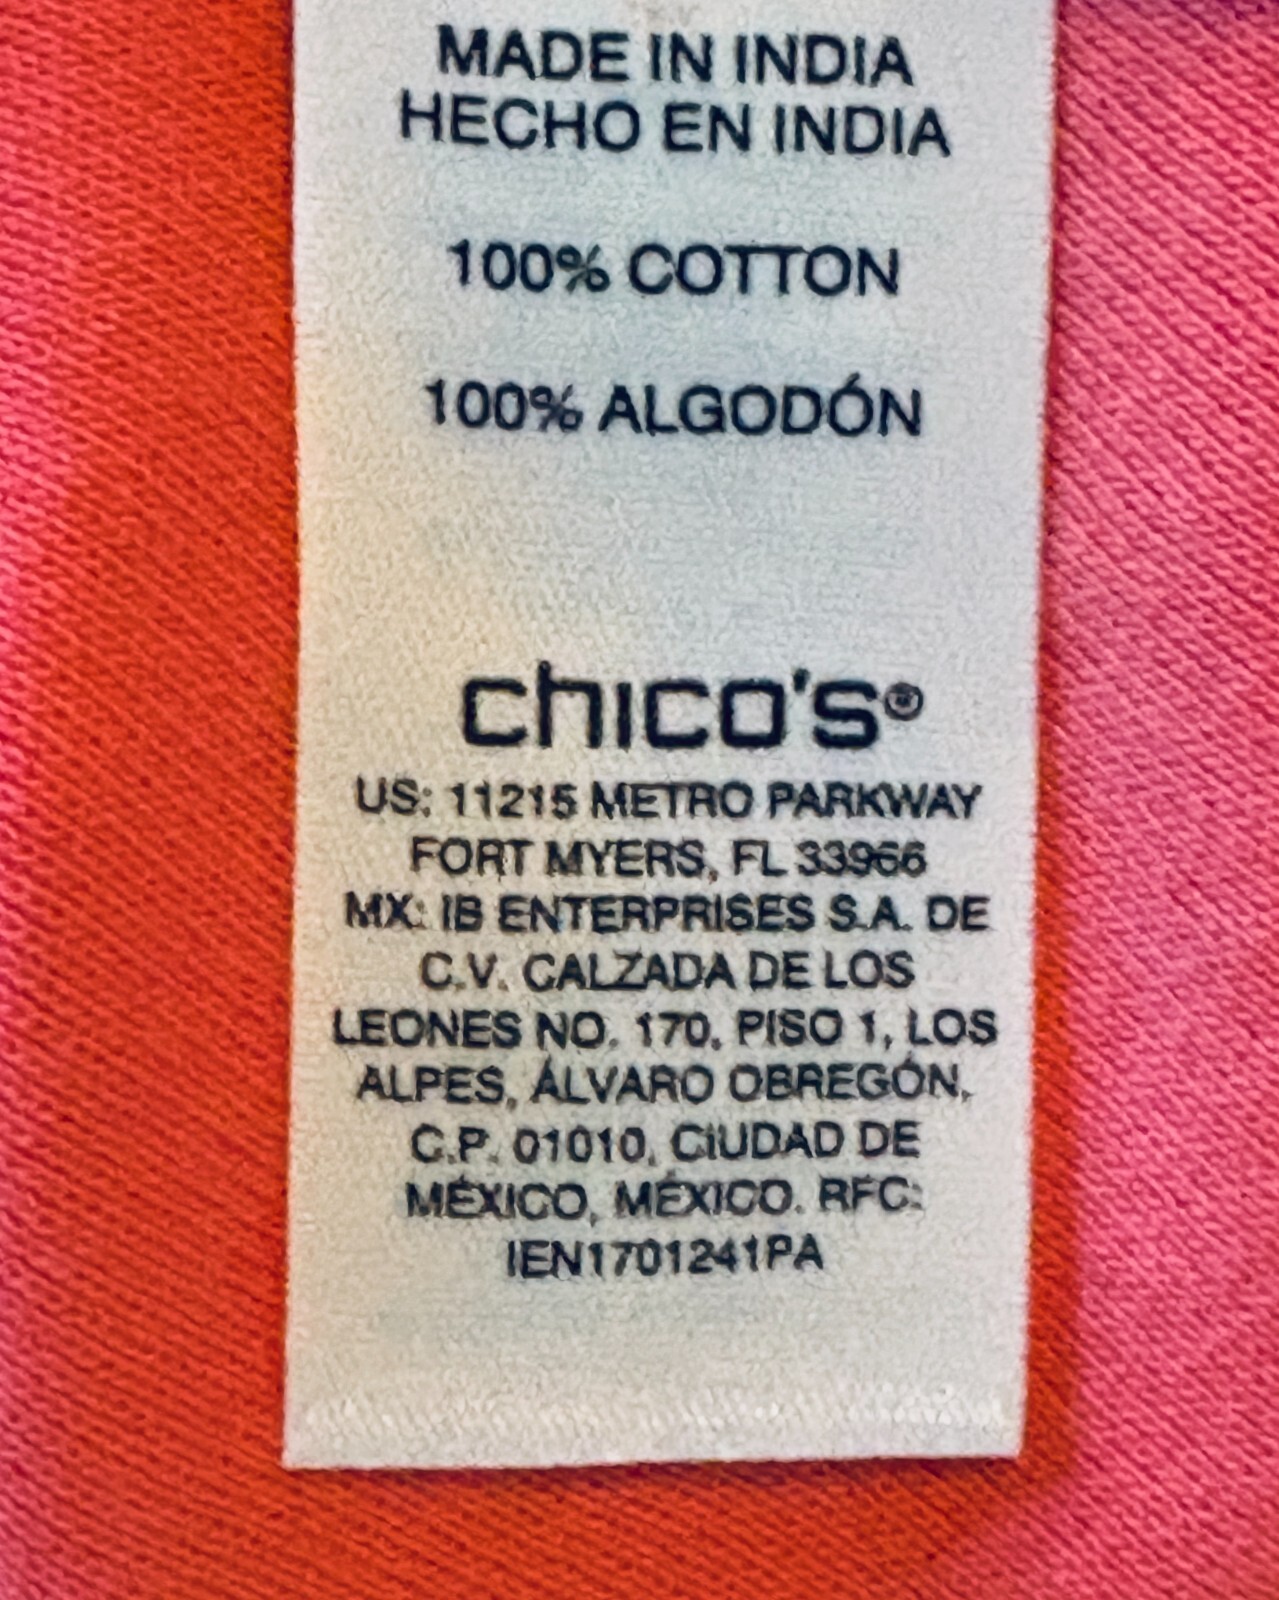 MADE IN INDIA
HECHO EN INDIA
100% COTTON
100% ALGODÓN
chico's®
US: 11215 METRO PARKWAY
FORT MYERS, FL 33966
MX: IB ENTERPRISES S.A. DE
C.V. CALZADA DE LOS
LEONES NO. 170, PISO 1, LOS
ALPES, ÁLVARO OBREGÓN,
C.P. 01010, CIUDAD DE
MÉXICO, MÉXICO. RFC:
IEN1701241PA